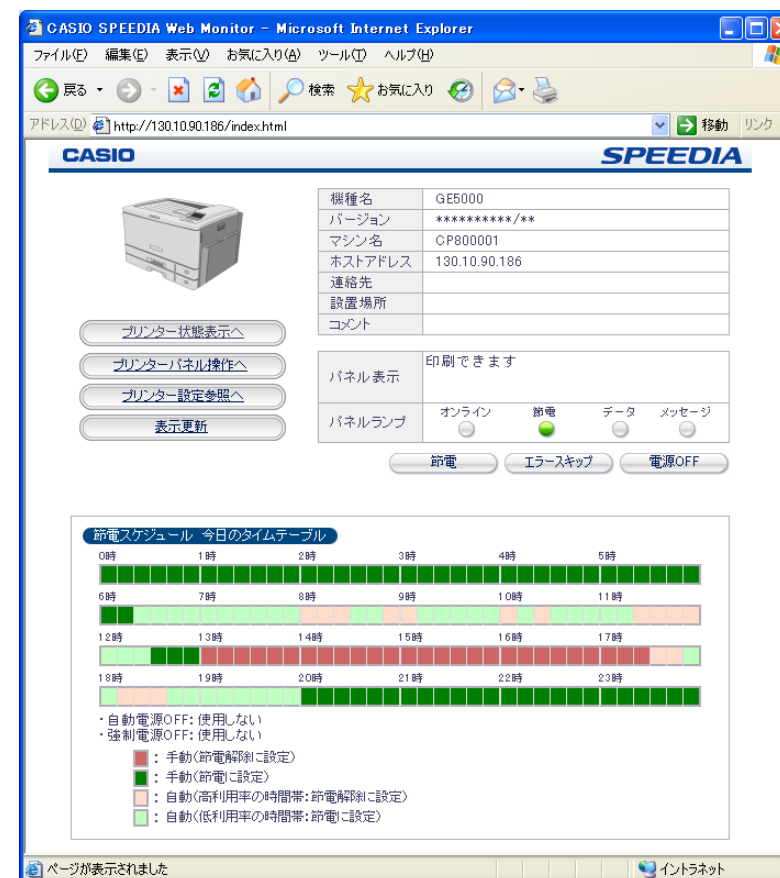 CASIO SPEEDIA Web Monitor - Microsoft Internet Explorer
ファイル(F) 編集(E) 表示(V) お気に入り(A) ツール(T) ヘルプ(H)
戻る 検索 お気に入り
アドレス(D) http://130.10.90.186/index.html 移動 リンク
CASIO SPEEDIA
機種名 GE5000
バージョン **********/**
マシン名 CP800001
ホストアドレス 130.10.90.186
連絡先
設置場所
コメント
プリンター状態表示へ
プリンターパネル操作へ
プリンター設定参照へ
表示更新
パネル表示 印刷できます
パネルランプ オンライン 節電 データ メッセージ
節電 エラースキップ 電源OFF
節電スケジュール 今日のタイムテーブル
0時 1時 2時 3時 4時 5時
6時 7時 8時 9時 10時 11時
12時 13時 14時 15時 16時 17時
18時 19時 20時 21時 22時 23時
・自動電源OFF:使用しない
・強制電源OFF:使用しない
：手動(節電解除に設定)
：手動(節電に設定)
：自動(高利用率の時間帯:節電解除に設定)
：自動(低利用率の時間帯:節電に設定)
ページが表示されました イントラネット